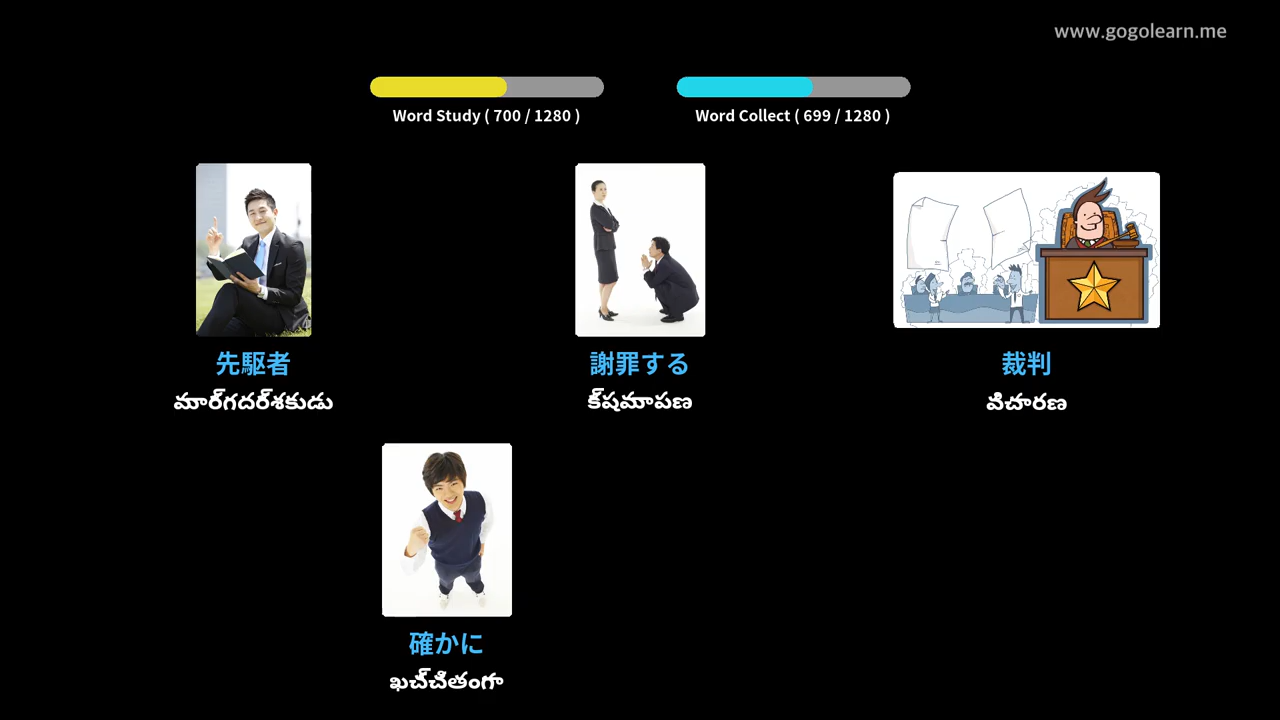 www.gogolearn.me
Word Study ( 700 / 1280 )
Word Collect ( 699 / 1280 )
先駆者
మార్గదర్శకుడు
謝罪する
క్షమాపణ
裁判
విచారణ
確かに
ఖచ్చితంగా